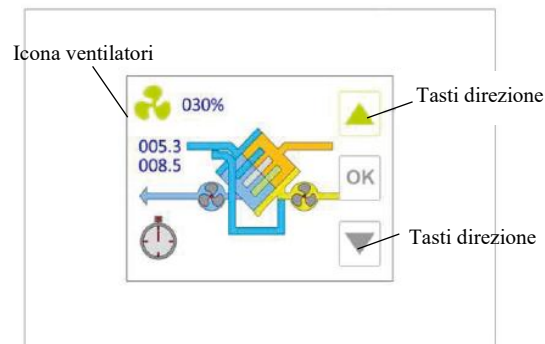 Icona ventilatori
030%
Tasti direzione
005.3
008.5
OK
Tasti direzione